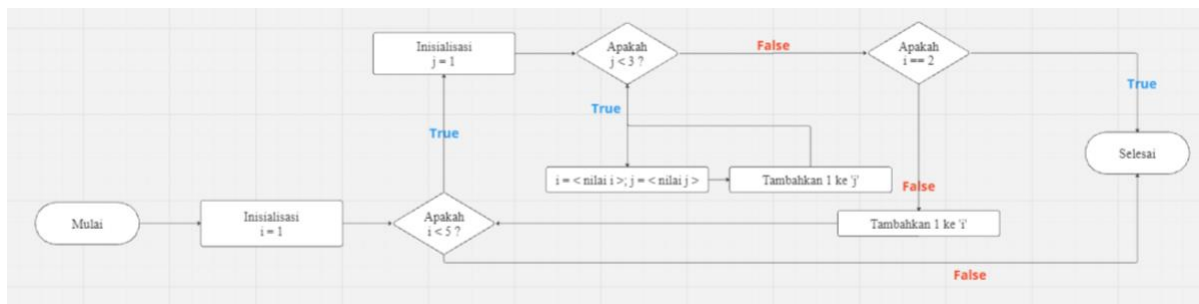 Mulai
Inisialisasi
i = 1
Apakah
i < 5 ?
True
Inisialisasi
j = 1
Apakah
j < 3 ?
True
i = < nilai i >; j = < nilai j >
Tambahkan 1 ke 'j'
False
Apakah
i == 2
True
Selesai
False
Tambahkan 1 ke 'i'
False